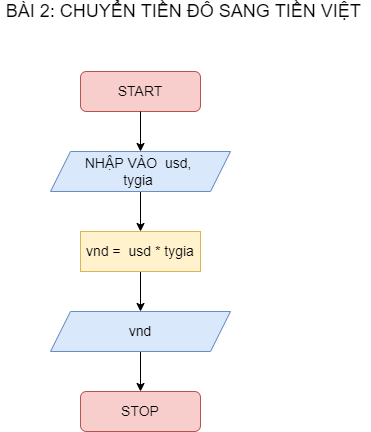 BÀI 2: CHUYỂN TIỀN ĐÔ SANG TIỀN VIỆT
START
NHẬP VÀO usd,
tygia
vnd = usd * tygia
vnd
STOP